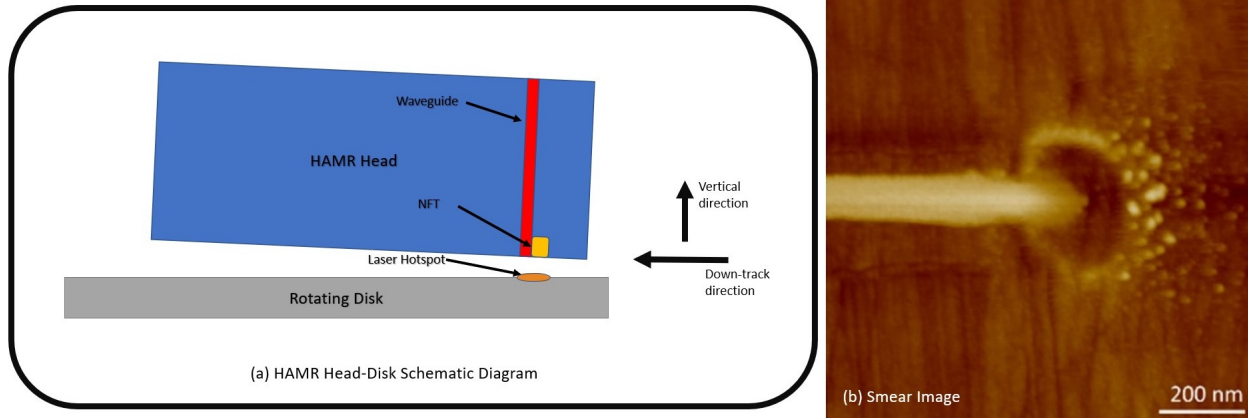 Waveguide
HAMR Head
Vertical
direction
NFT
Laser Hotspot
Down-track
direction
Rotating Disk
(a) HAMR Head-Disk Schematic Diagram
(b) Smear Image
200 nm